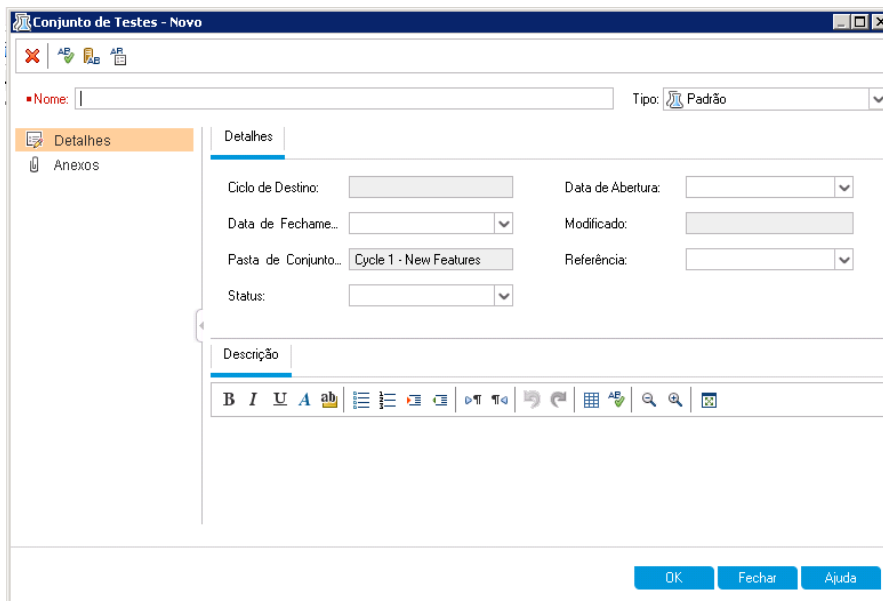 Conjunto de Testes - Novo
Nome:
Tipo: Padrão
Detalhes
Anexos
Detalhes
Ciclo de Destino:
Data de Abertura:
Data de Fechame...
Modificado:
Pasta de Conjunto... Cycle 1 - New Features
Referência:
Status:
Descrição
B I U A ab
OK Fechar Ajuda